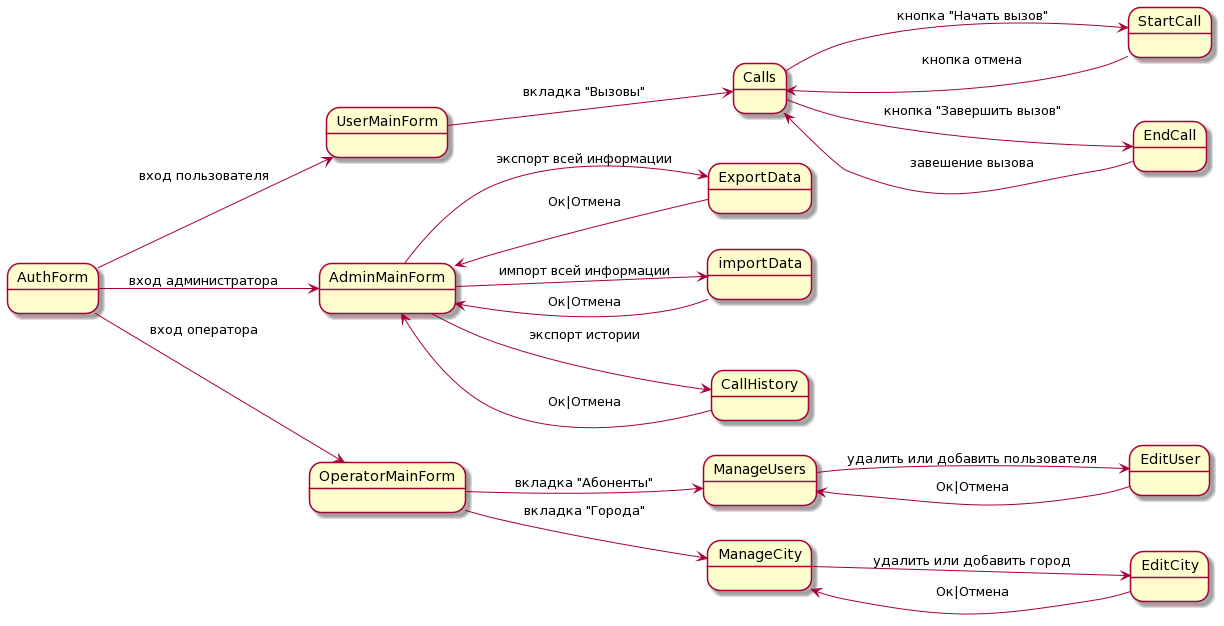 кнопка "Начать вызов"
StartCall
кнопка отмена
Calls
вкладка "Вызовы"
кнопка "Завершить вызов"
UserMainForm
EndCall
завешение вызова
экспорт всей информации
ExportData
вход пользователя
Ок|Отмена
AuthForm
вход администратора
AdminMainForm
импорт всей информации
importData
Ок|Отмена
вход оператора
экспорт истории
CallHistory
Ок|Отмена
OperatorMainForm
вкладка "Абоненты"
ManageUsers
удалить или добавить пользователя
EditUser
Ок|Отмена
вкладка "Города"
ManageCity
удалить или добавить город
EditCity
Ок|Отмена